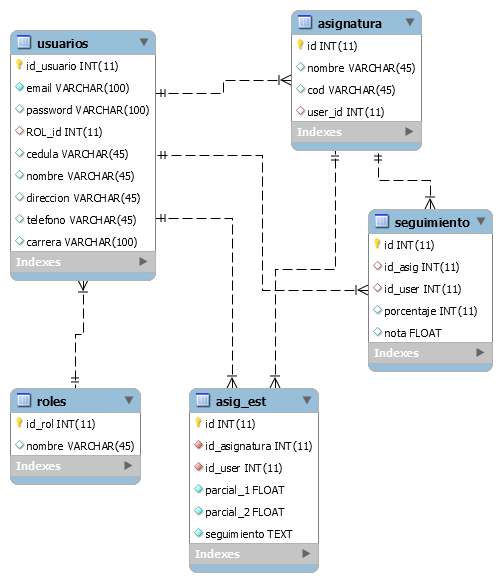 usuarios
id_usuario INT(11)
email VARCHAR(100)
password VARCHAR(100)
ROL_id INT(11)
cedula VARCHAR(45)
nombre VARCHAR(45)
direccion VARCHAR(45)
telefono VARCHAR(45)
carrera VARCHAR(100)
Indexes
asignatura
id INT(11)
nombre VARCHAR(45)
cod VARCHAR(45)
user_id INT(11)
Indexes
seguimiento
id INT(11)
id_asig INT(11)
id_user INT(11)
porcentaje INT(11)
nota FLOAT
Indexes
roles
id_rol INT(11)
nombre VARCHAR(45)
Indexes
asig_est
id INT(11)
id_asignatura INT(11)
id_user INT(11)
parcial_1 FLOAT
parcial_2 FLOAT
seguimiento TEXT
Indexes